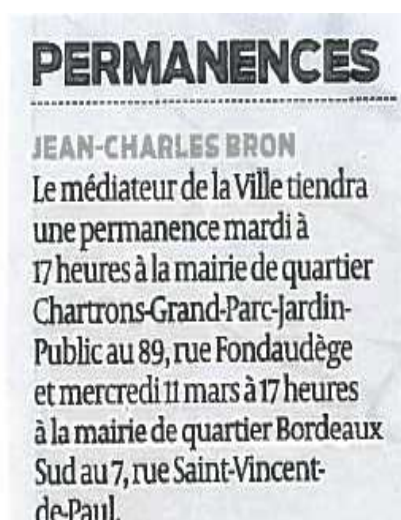 PERMANENCES
JEAN-CHARLES BRON
Le médiateur de la Ville tiendra
une permanence mardi à
17 heures à la mairie de quartier
Chartrons-Grand-Parc-Jardin-
Public au 89, rue Fondaudège
et mercredi 11 mars à 17 heures
à la mairie de quartier Bordeaux
Sud au 7, rue Saint-Vincent-
de-Paul.